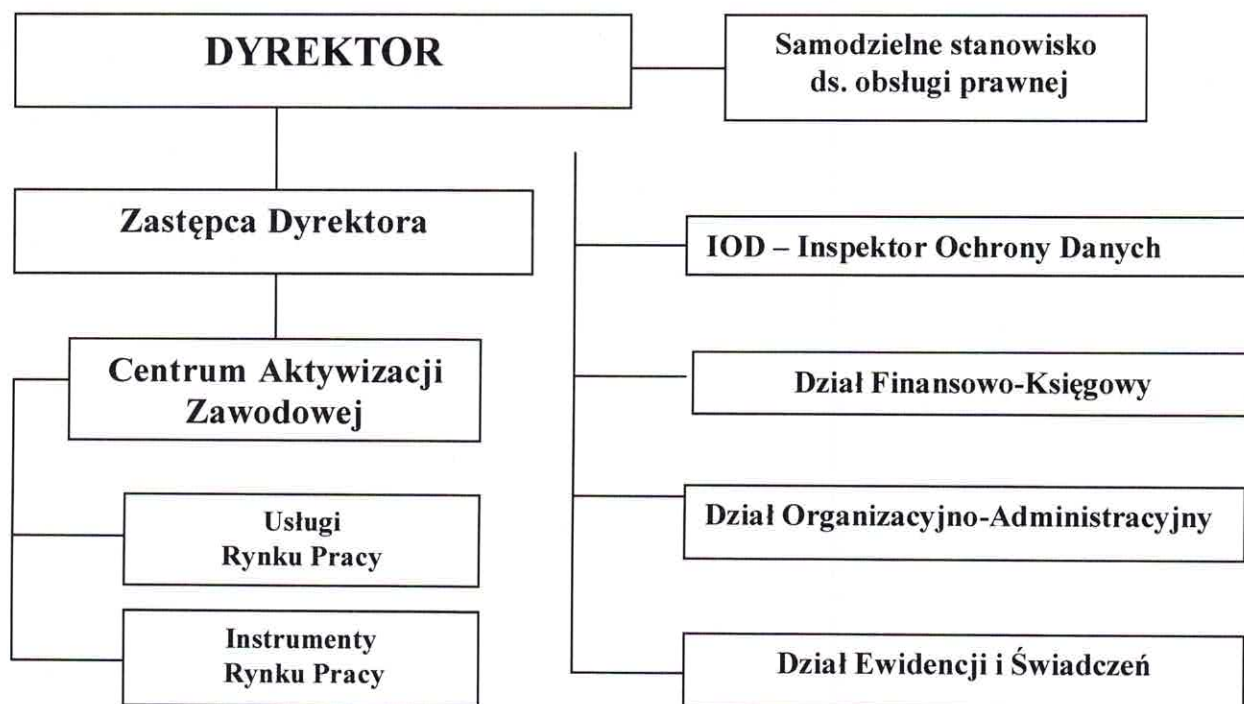 DYREKTOR
Samodzielne stanowisko
ds. obsługi prawnej
Zastępca Dyrektora
IOD – Inspektor Ochrony Danych
Centrum Aktywizacji
Zawodowej
Dział Finansowo-Księgowy
Usługi
Rynku Pracy
Dział Organizacyjno-Administracyjny
Instrumenty
Rynku Pracy
Dział Ewidencji i Świadczeń